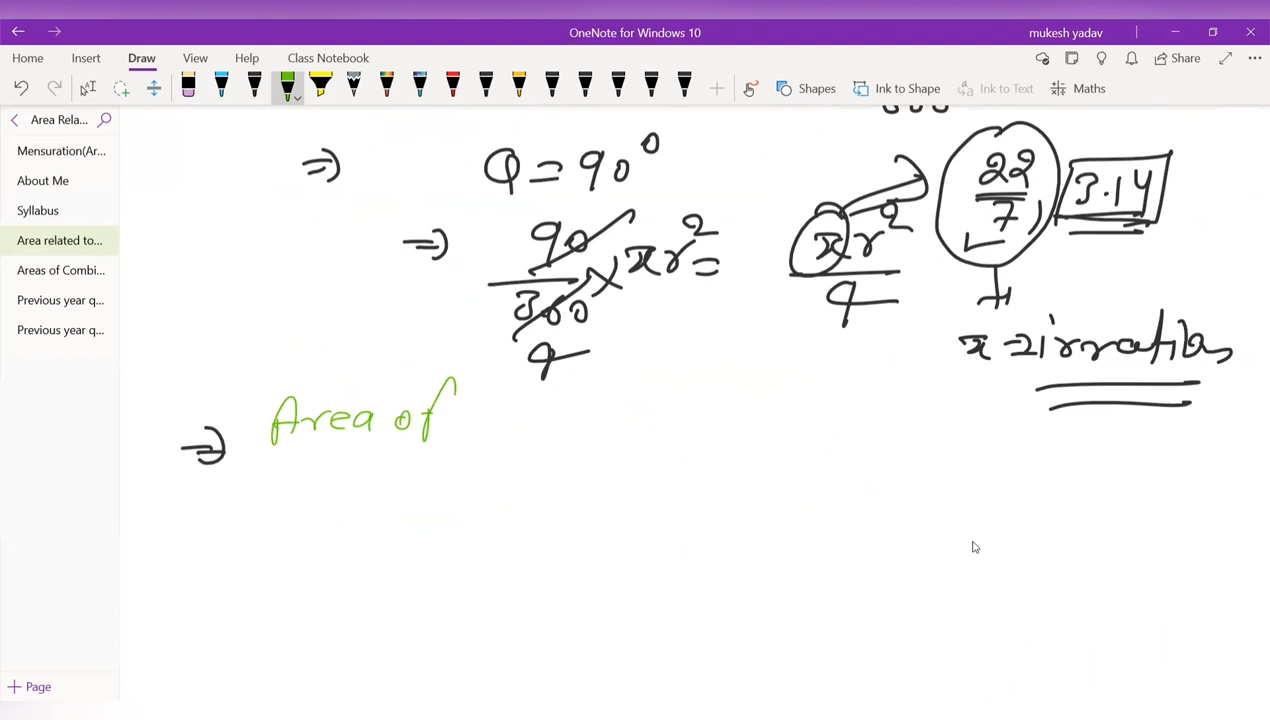 OneNote for Windows 10
mukesh yadav
Home Insert Draw View Help Class Notebook
Share
Shapes Ink to Shape Ink to Text Maths
Area Rela...
Mensuration(Ar...
About Me
Syllabus
Area related to...
Areas of Combi...
Previous year q...
Previous year q...
Page
⇒ Q = 90°
⇒ 90/360 × πr² = πr²/4
22/7
3.14
⇒ Area of